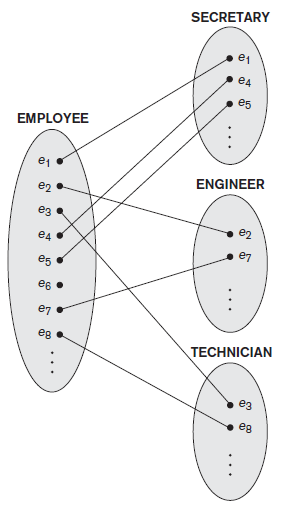 SECRETARY
e1
e4
e5
EMPLOYEE
e1
e2
e3
e4
e5
e6
e7
e8
ENGINEER
e2
e7
TECHNICIAN
e3
e8